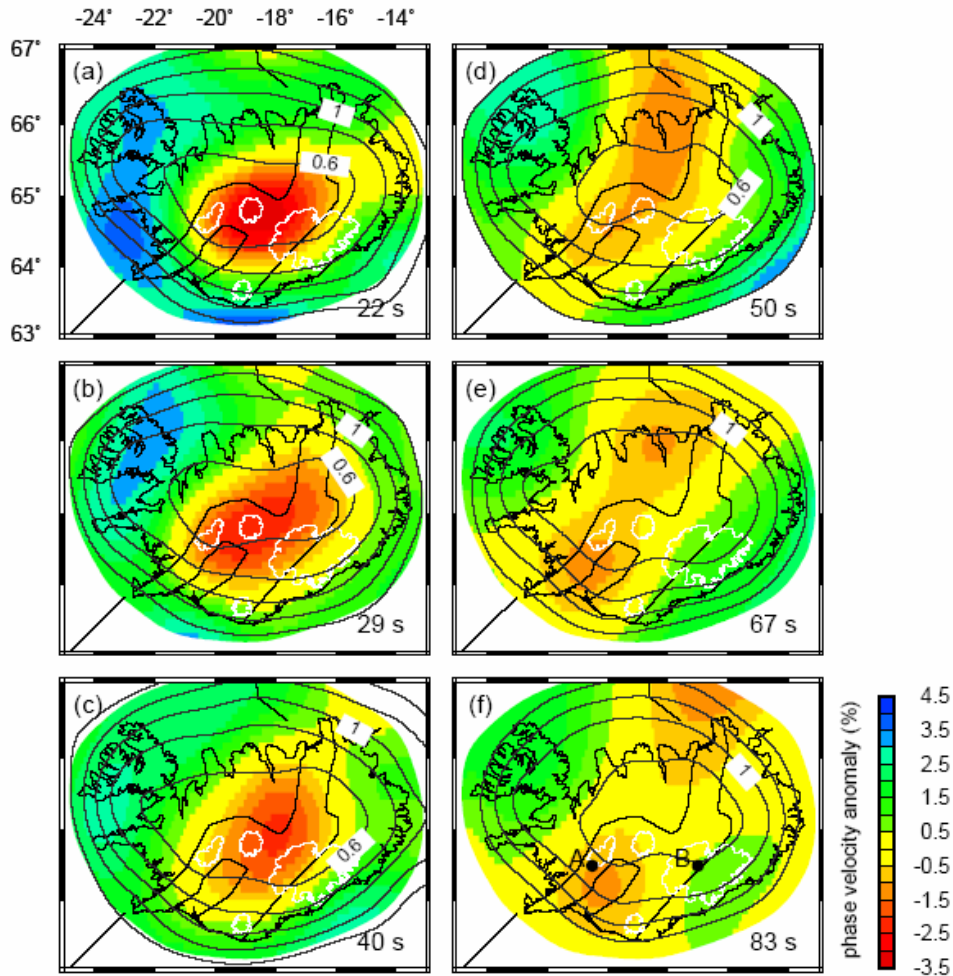 -24° -22° -20° -18° -16° -14°
67°
66°
65°
64°
63°
(a)
1
0.6
22 s
(d)
1
0.6
50 s
(b)
1
0.6
29 s
(e)
1
67 s
(c)
1
0.6
40 s
(f)
1
A
B
83 s
phase velocity anomaly (%)
4.5
3.5
2.5
1.5
0.5
-0.5
-1.5
-2.5
-3.5